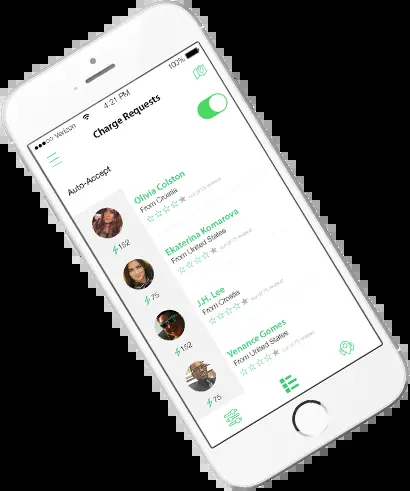 ●●●○○ Verizon 4:21 PM 100%
Charge Requests
Auto-Accept
Olivia Colston
From Croatia
152
Ekaterina Komarova
From United States
75
J.H. Lee
From Croatia
152
Venance Gomes
From United States
75